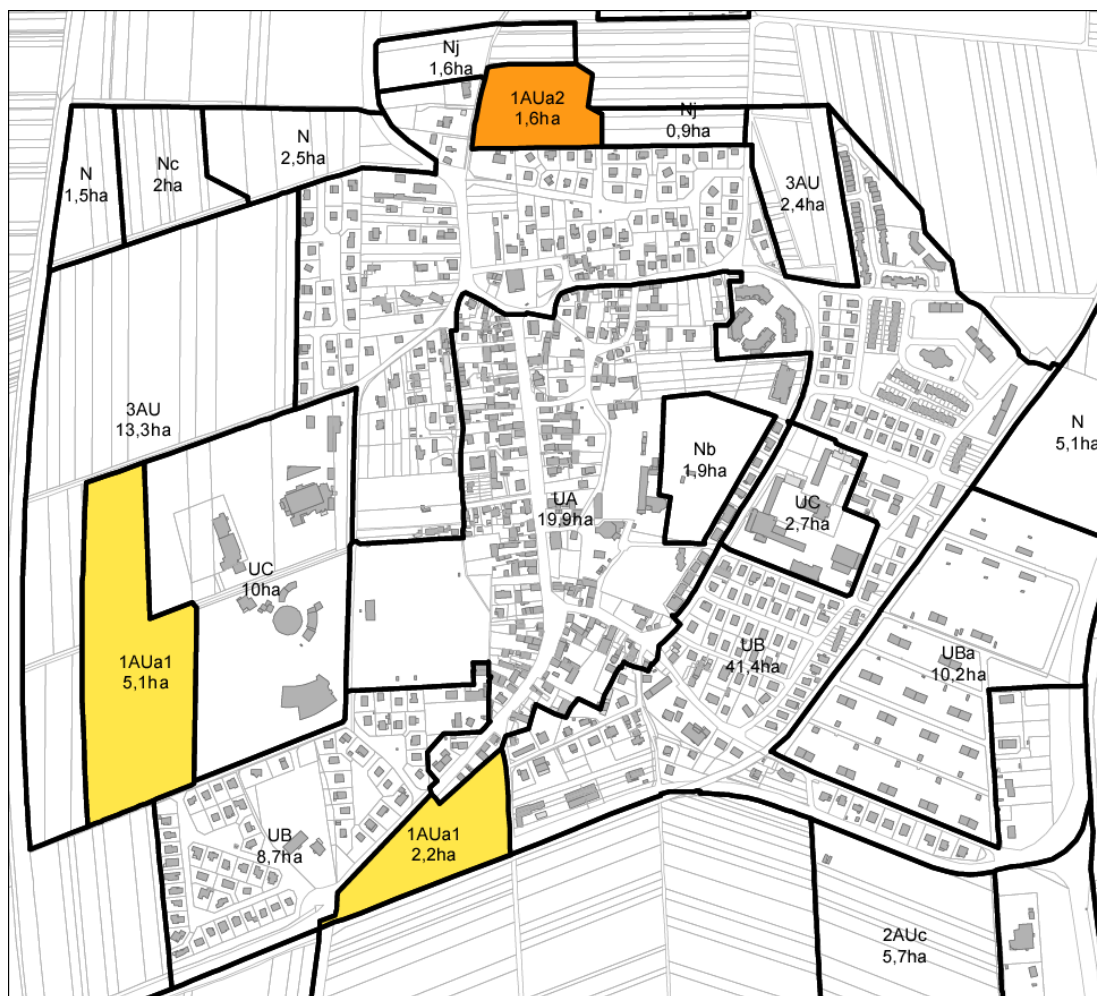 Nj
1,6ha
1AUa2
1,6ha
Nj
0,9ha
N
2,5ha
Nc
2ha
N
1,5ha
3AU
2,4ha
3AU
13,3ha
N
5,1ha
Nb
1,9ha
UA
19,9ha
UC
2,7ha
UC
10ha
1AUa1
5,1ha
UB
41,4ha
UBa
10,2ha
UB
8,7ha
1AUa1
2,2ha
2AUc
5,7ha